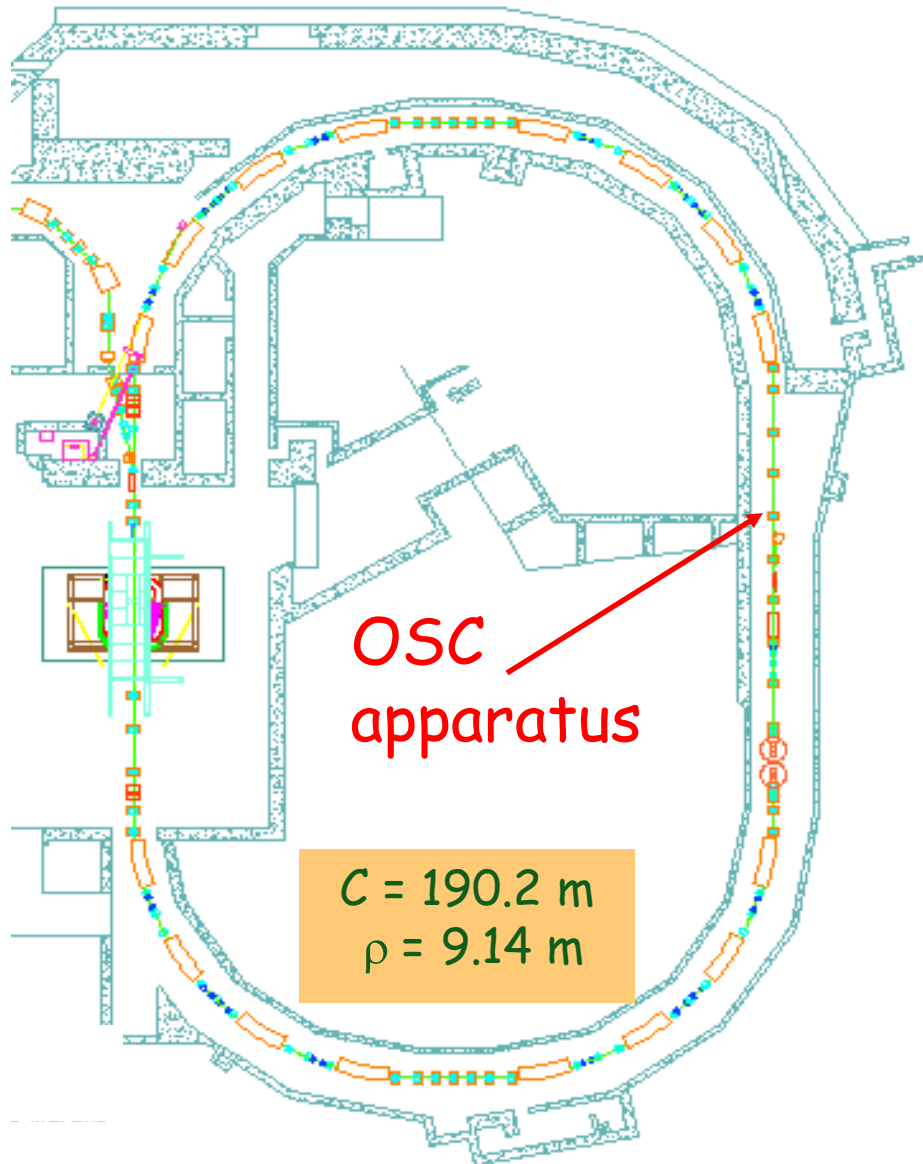 OSC
apparatus
C = 190.2 m
ρ = 9.14 m